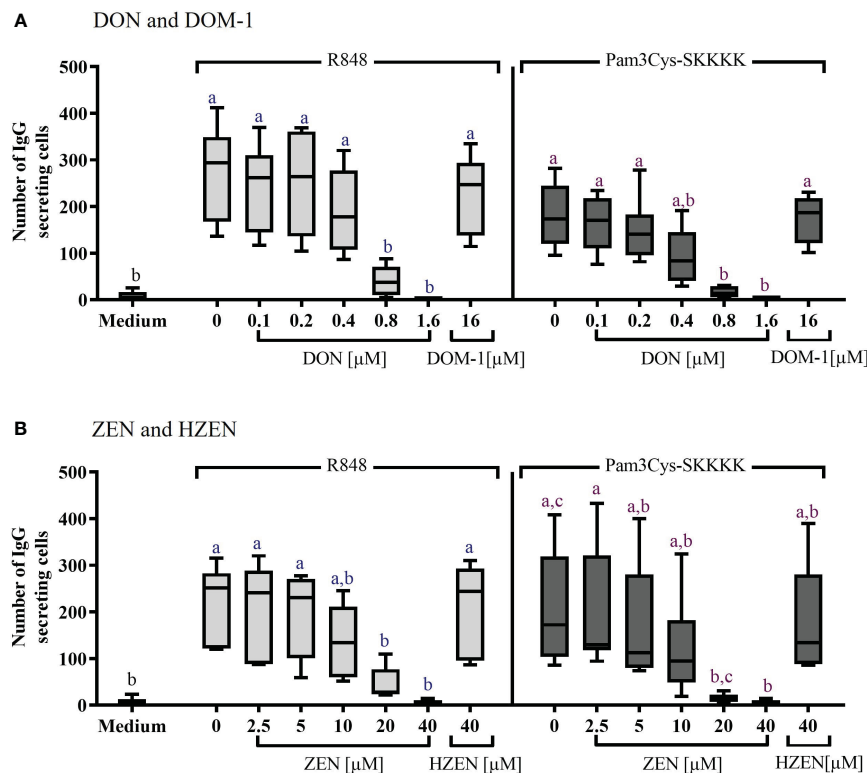 A DON and DOM-1
R848 Pam3Cys-SKKKK
Number of IgG
secreting cells
500
400
300
200
100
0
a a a a b b a
a a a a,b b b a
b
Medium 0 0.1 0.2 0.4 0.8 1.6 16 0 0.1 0.2 0.4 0.8 1.6 16
DON [µM] DOM-1[µM] DON [µM] DOM-1[µM]
B ZEN and HZEN
R848 Pam3Cys-SKKKK
Number of IgG
secreting cells
500
400
300
200
100
0
a a a a,b b b a
a,c a a,b a,b b,c b a,b
b
Medium 0 2.5 5 10 20 40 40 0 2.5 5 10 20 40 40
ZEN [µM] HZEN[µM] ZEN [µM] HZEN[µM]